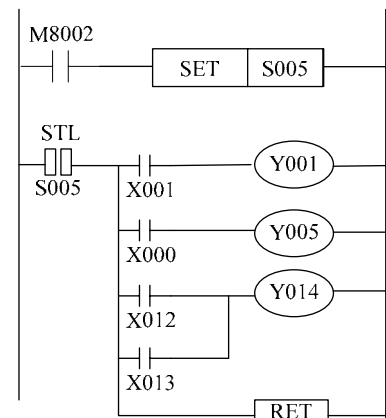 M8002
SET S005
STL
S005
X001 Y001
X000 Y005
X012 Y014
X013
RET